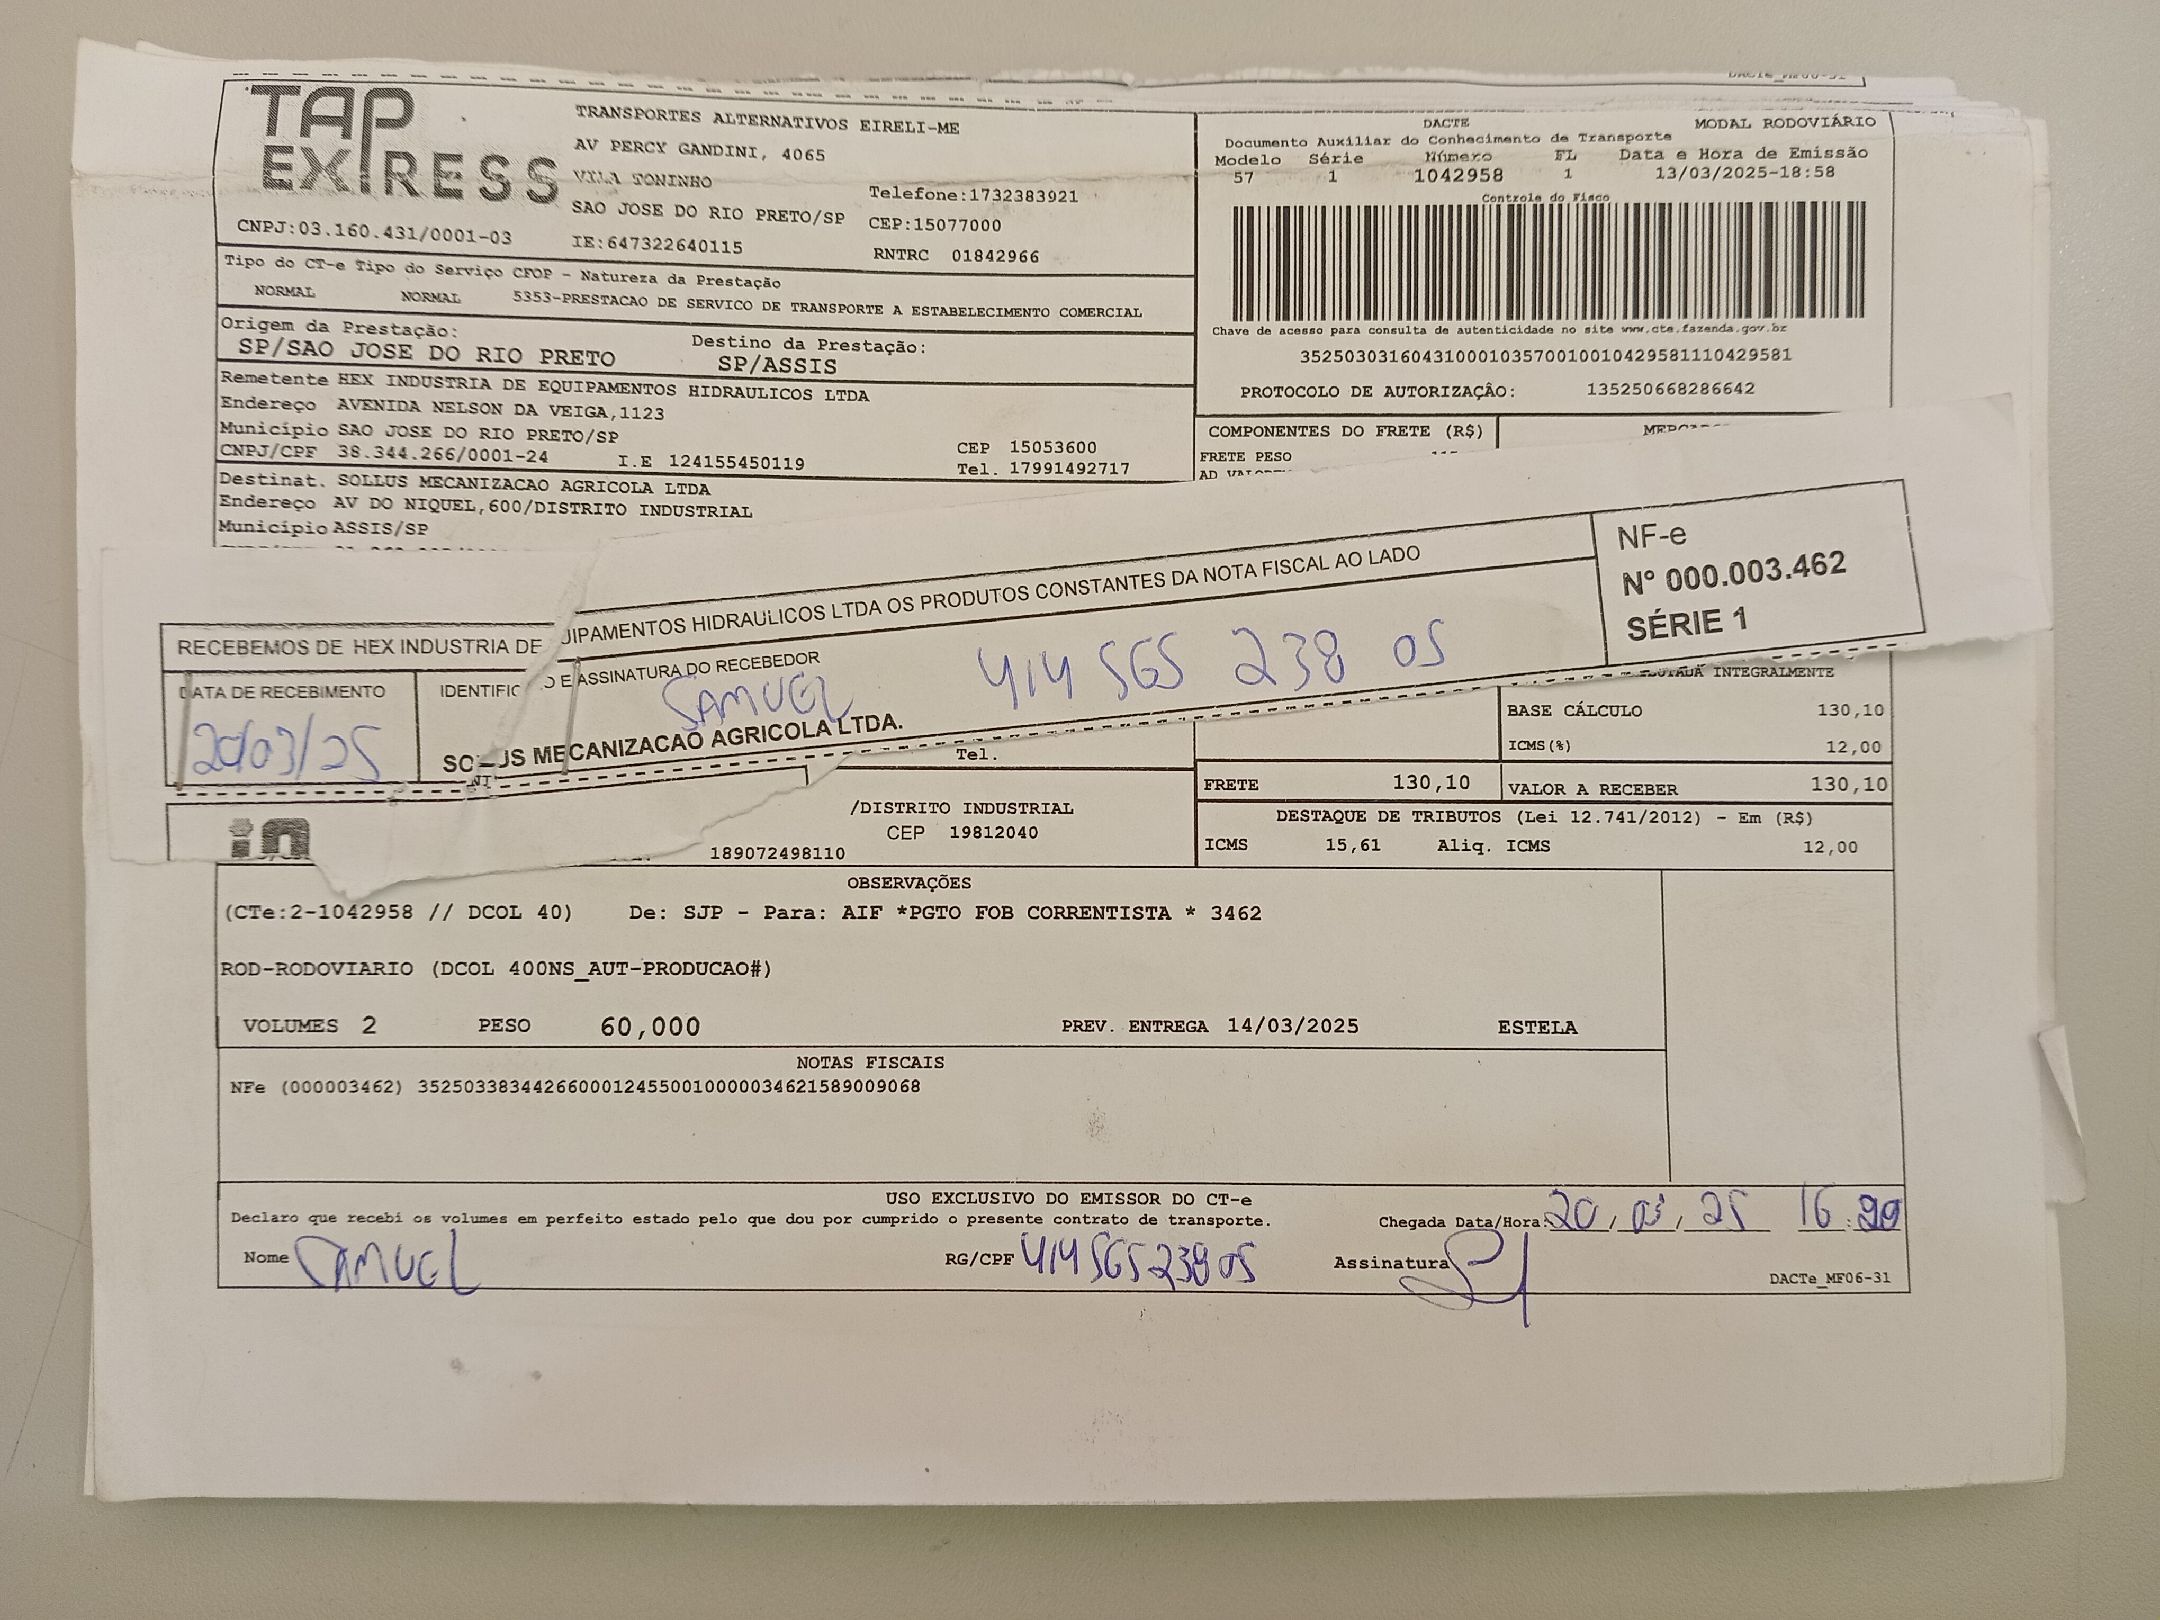 TAP EXPRESS
TRANSPORTES ALTERNATIVOS EIRELI-ME
AV PERCY GANDINI, 4065
VILA TONINHO
Telefone:1732383921
SAO JOSE DO RIO PRETO/SP CEP:15077000
CNPJ:03.160.431/0001-03 IE:647322640115 RNTRC 01842966
DACTE MODAL RODOVIÁRIO
Documento Auxiliar do Conhecimento de Transporte
Modelo Série Número FL Data e Hora de Emissão
57 1 1042958 1 13/03/2025-18:58
Controle do Fisco
Chave de acesso para consulta de autenticidade no site www.cte.fazenda.gov.br
35250303160431000103570010010429581110429581
PROTOCOLO DE AUTORIZAÇÂO: 135250668286642
Tipo do CT-e Tipo do Serviço CFOP - Natureza da Prestação
NORMAL NORMAL 5353-PRESTACAO DE SERVICO DE TRANSPORTE A ESTABELECIMENTO COMERCIAL
Origem da Prestação: Destino da Prestação:
SP/SAO JOSE DO RIO PRETO SP/ASSIS
Remetente HEX INDUSTRIA DE EQUIPAMENTOS HIDRAULICOS LTDA
Endereço AVENIDA NELSON DA VEIGA,1123
Município SAO JOSE DO RIO PRETO/SP CEP 15053600
CNPJ/CPF 38.344.266/0001-24 I.E 124155450119 Tel. 17991492717
COMPONENTES DO FRETE (R$)
FRETE PESO
Destinat. SOLLUS MECANIZACAO AGRICOLA LTDA
Endereço AV DO NIQUEL,600/DISTRITO INDUSTRIAL
Município ASSIS/SP
RECEBEMOS DE HEX INDUSTRIA DE UIPAMENTOS HIDRAULICOS LTDA OS PRODUTOS CONSTANTES DA NOTA FISCAL AO LADO
NF-e
Nº 000.003.462
SÉRIE 1
DATA DE RECEBIMENTO IDENTIFIC O E ASSINATURA DO RECEBEDOR
20/03/25 SAMUEL 414 565 238 05
SO US MECANIZACAO AGRICOLA LTDA.
INTEGRALMENTE
BASE CÁLCULO 130,10
ICMS(%) 12,00
Tel.
FRETE 130,10 VALOR A RECEBER 130,10
/DISTRITO INDUSTRIAL
CEP 19812040
189072498110
DESTAQUE DE TRIBUTOS (Lei 12.741/2012) - Em (R$)
ICMS 15,61 Aliq. ICMS 12,00
OBSERVAÇÕES
(CTe:2-1042958 // DCOL 40) De: SJP - Para: AIF *PGTO FOB CORRENTISTA * 3462
ROD-RODOVIARIO (DCOL 400NS_AUT-PRODUCAO#)
VOLUMES 2 PESO 60,000 PREV. ENTREGA 14/03/2025 ESTELA
NOTAS FISCAIS
NFe (000003462) 35250338344266000124550010000034621589009068
USO EXCLUSIVO DO EMISSOR DO CT-e
Declaro que recebi os volumes em perfeito estado pelo que dou por cumprido o presente contrato de transporte. Chegada Data/Hora: 20/03/25 16:
Nome SAMUEL RG/CPF 414 565 238 05 Assinatura
DACTe_MF06-31